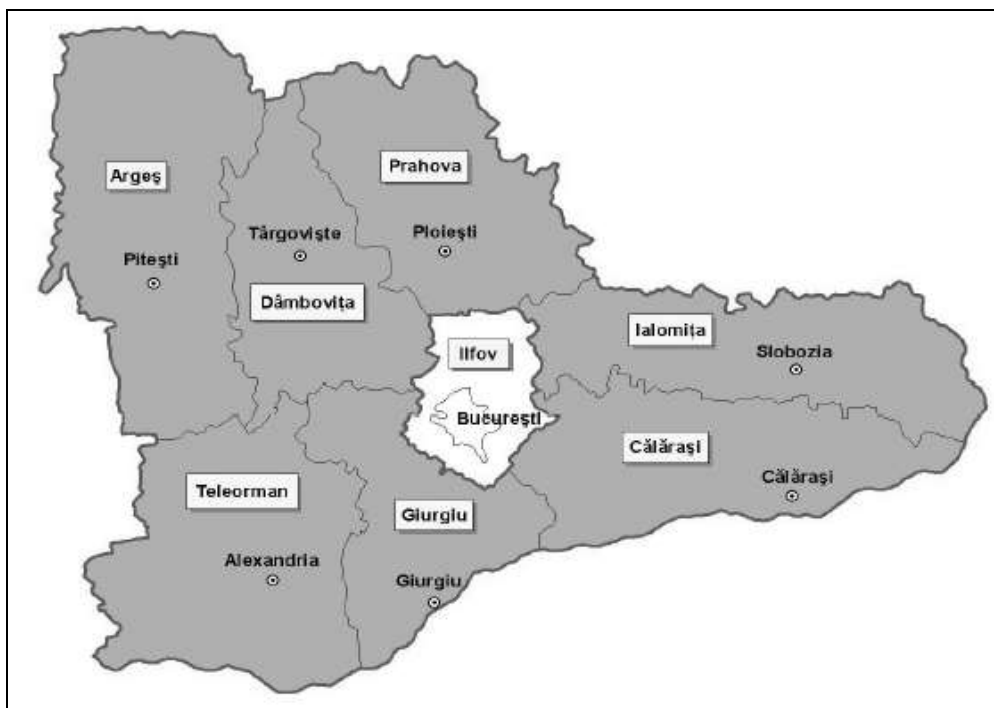 Argeş
Prahova
Târgovişte
Ploieşti
Piteşti
Dâmboviţa
Ialomiţa
Ilfov
Slobozia
Bucureşti
Călăraşi
Călăraşi
Teleorman
Giurgiu
Alexandria
Giurgiu